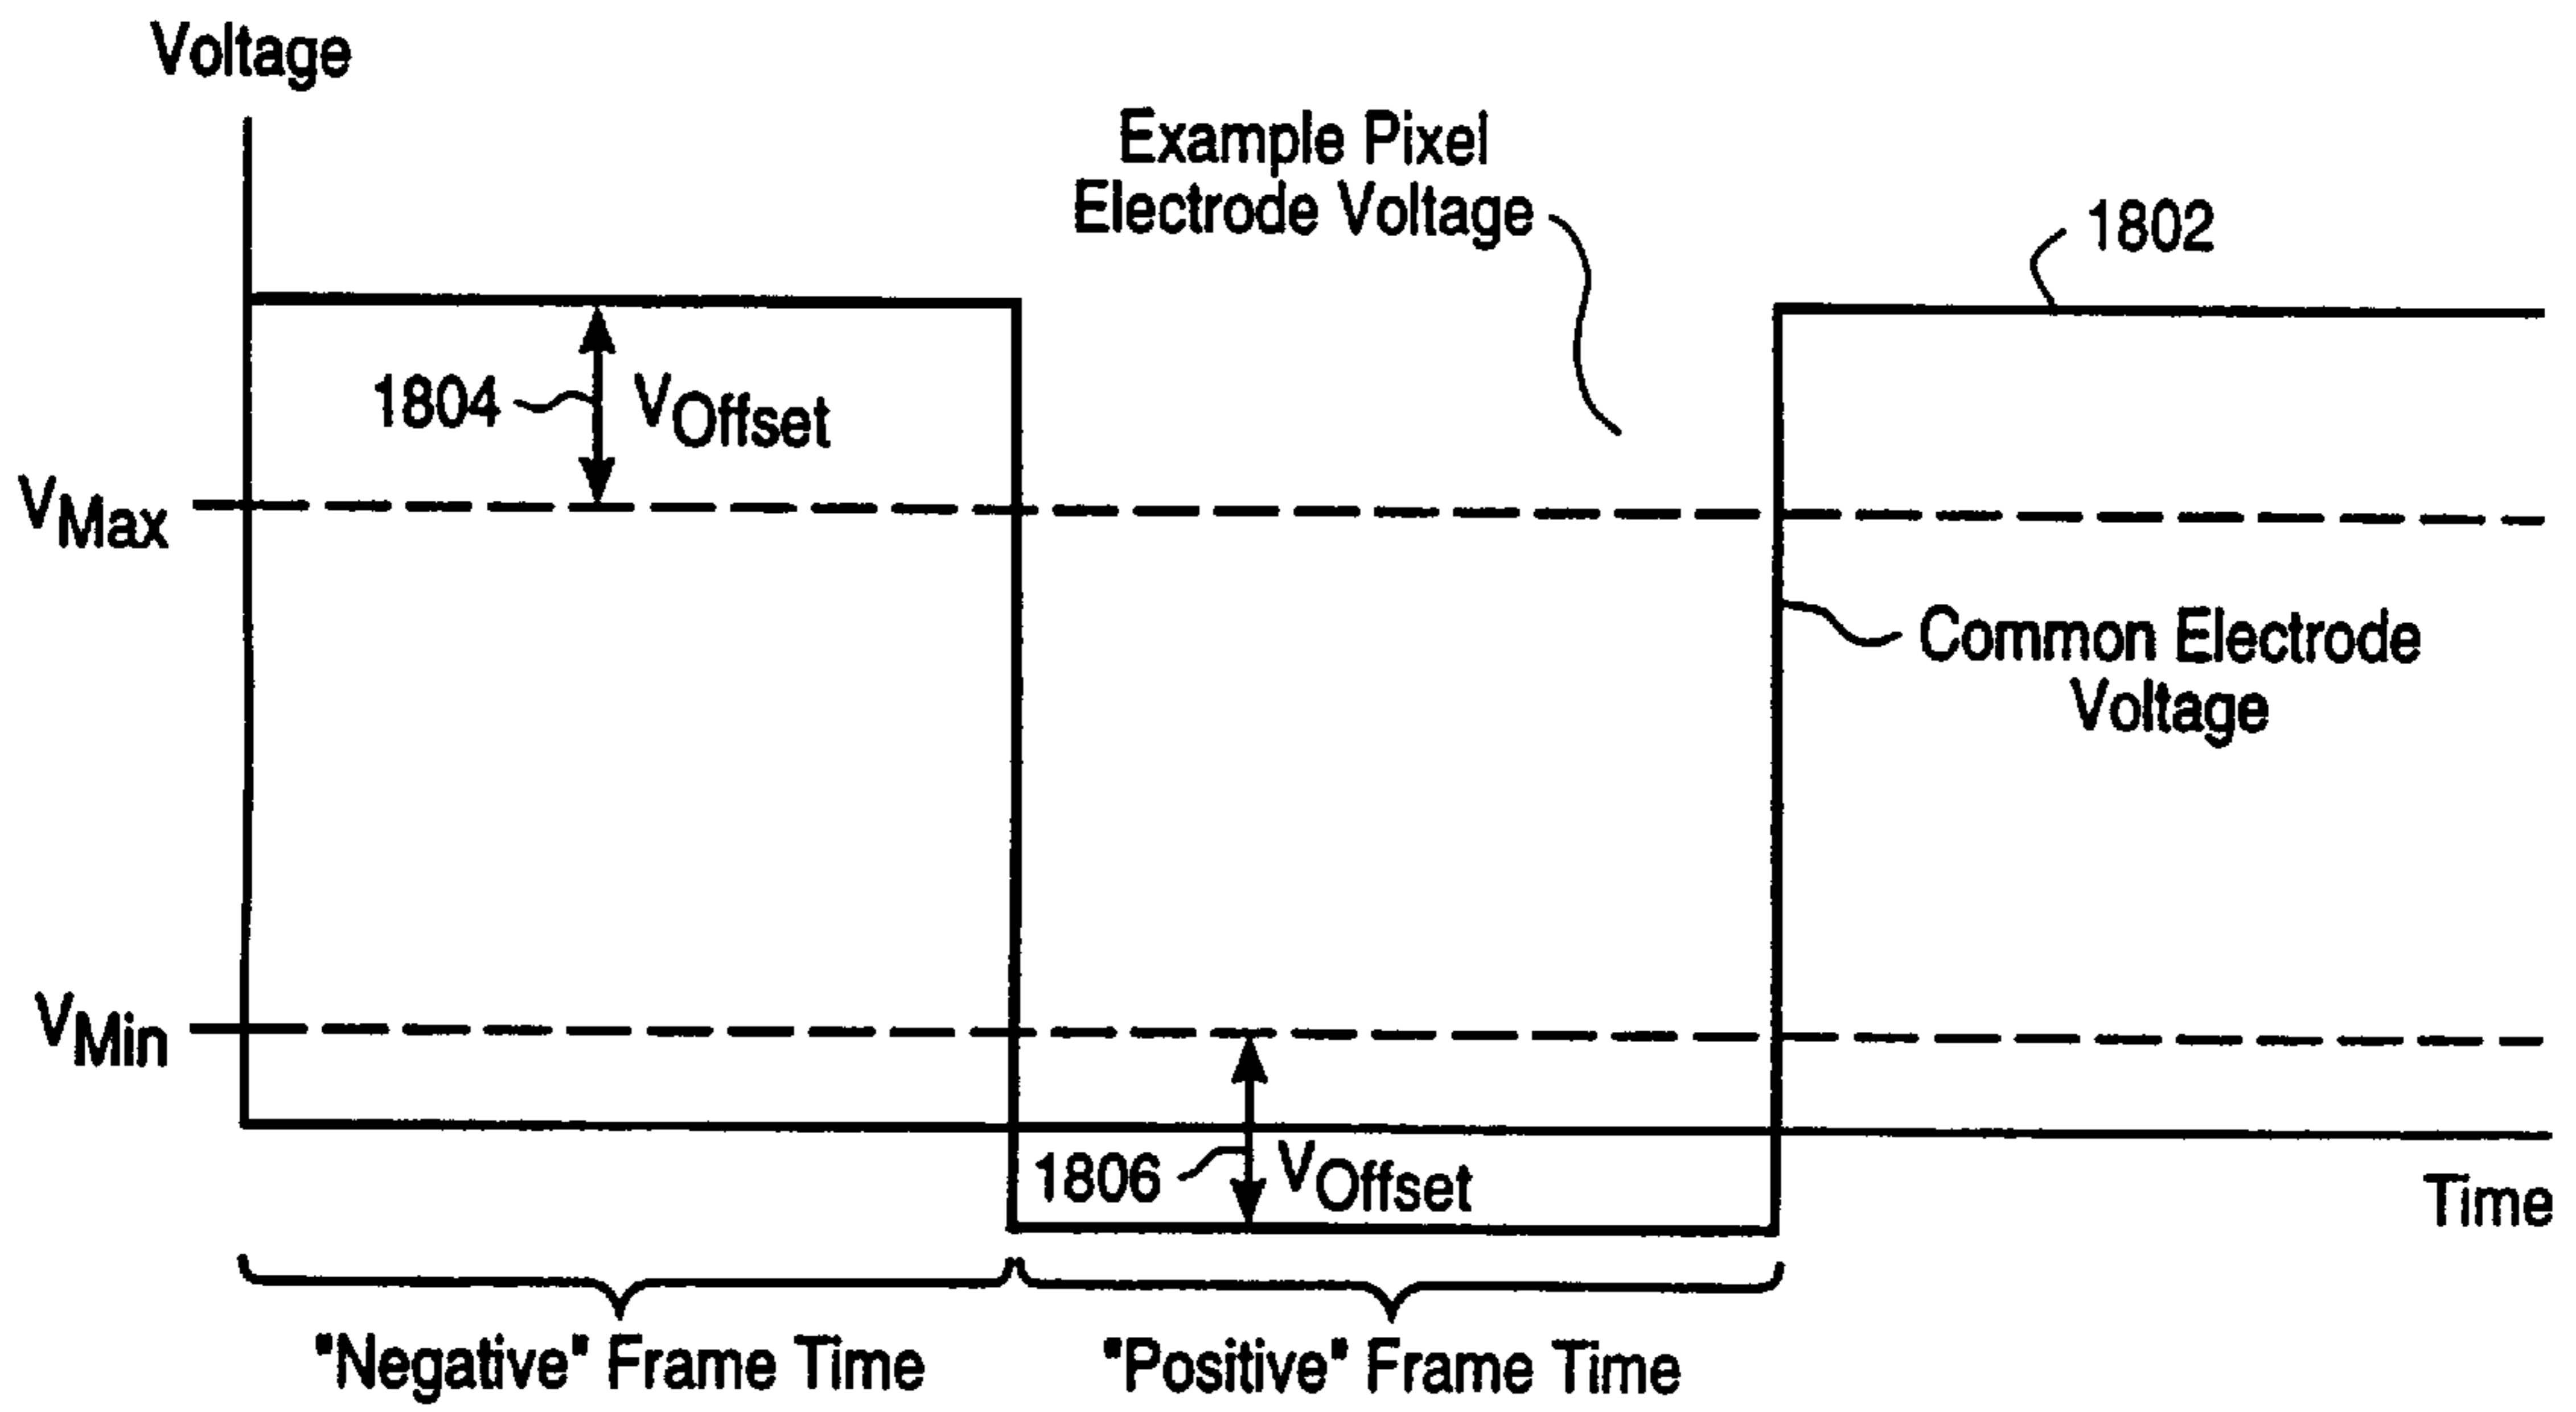 Voltage
Example Pixel
Electrode Voltage
1802
1804
VOffset
VMax
Common Electrode
Voltage
VMin
1806
VOffset
Time
"Negative" Frame Time
"Positive" Frame Time